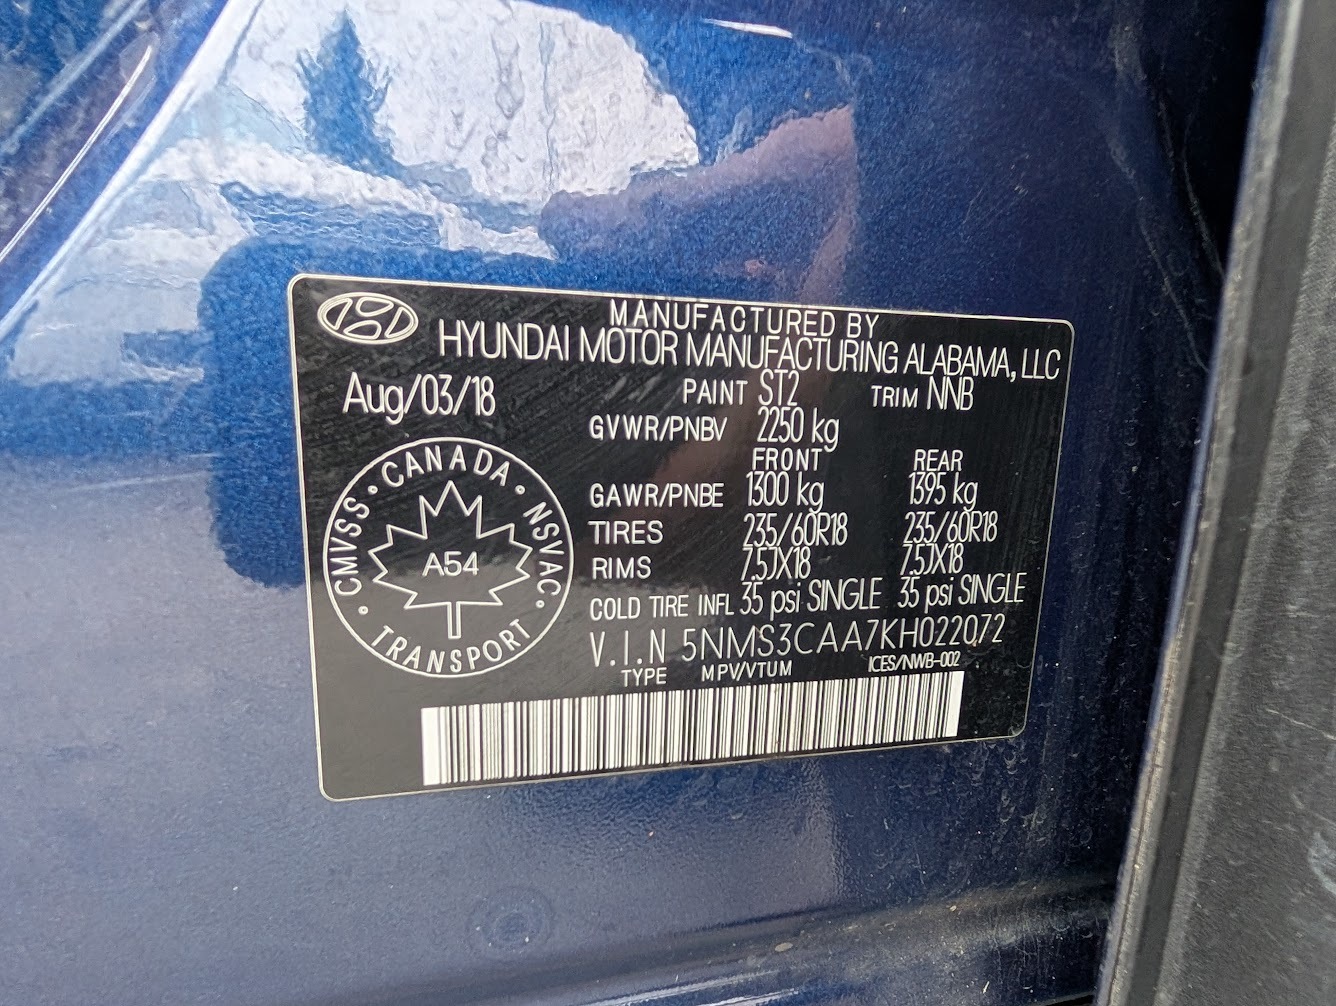 MANUFACTURED BY
HYUNDAI MOTOR MANUFACTURING ALABAMA, LLC
Aug/03/18 PAINT ST2 TRIM NNB
GVWR/PNBV 2250 kg
FRONT REAR
GAWR/PNBE 1300 kg 1395 kg
TIRES 235/60R18 235/60R18
RIMS 7.5JX18 7.5JX18
COLD TIRE INFL 35 psi SINGLE 35 psi SINGLE
V.I.N 5NMS3CAA7KH022072
TYPE MPV/VTUM ICES/NWB-002
• CMVSS • CANADA • NSVAC •
A54
TRANSPORT